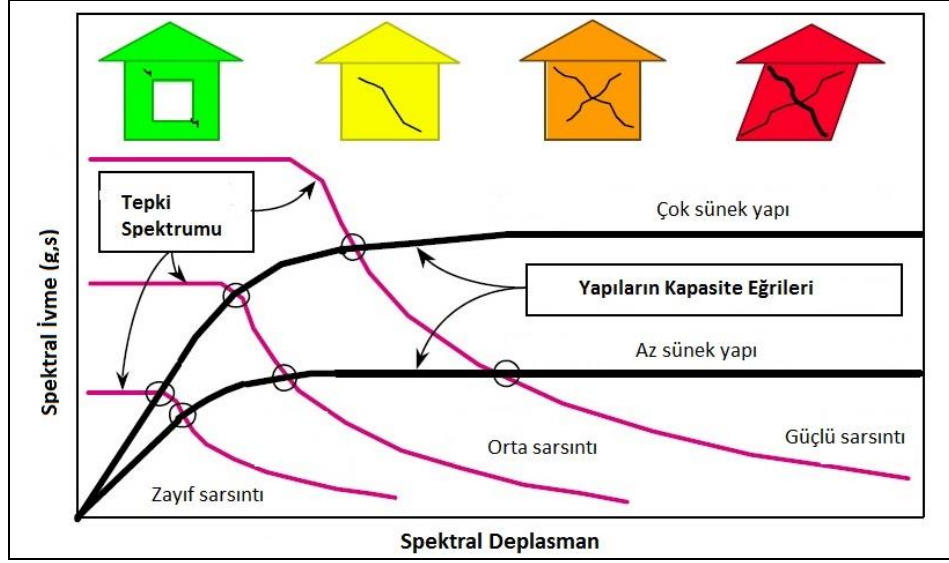 Tepki
Spektrumu
Çok sünek yapı
Yapıların Kapasite Eğrileri
Az sünek yapı
Güçlü sarsıntı
Orta sarsıntı
Zayıf sarsıntı
Spektral İvme (g,s)
Spektral Deplasman